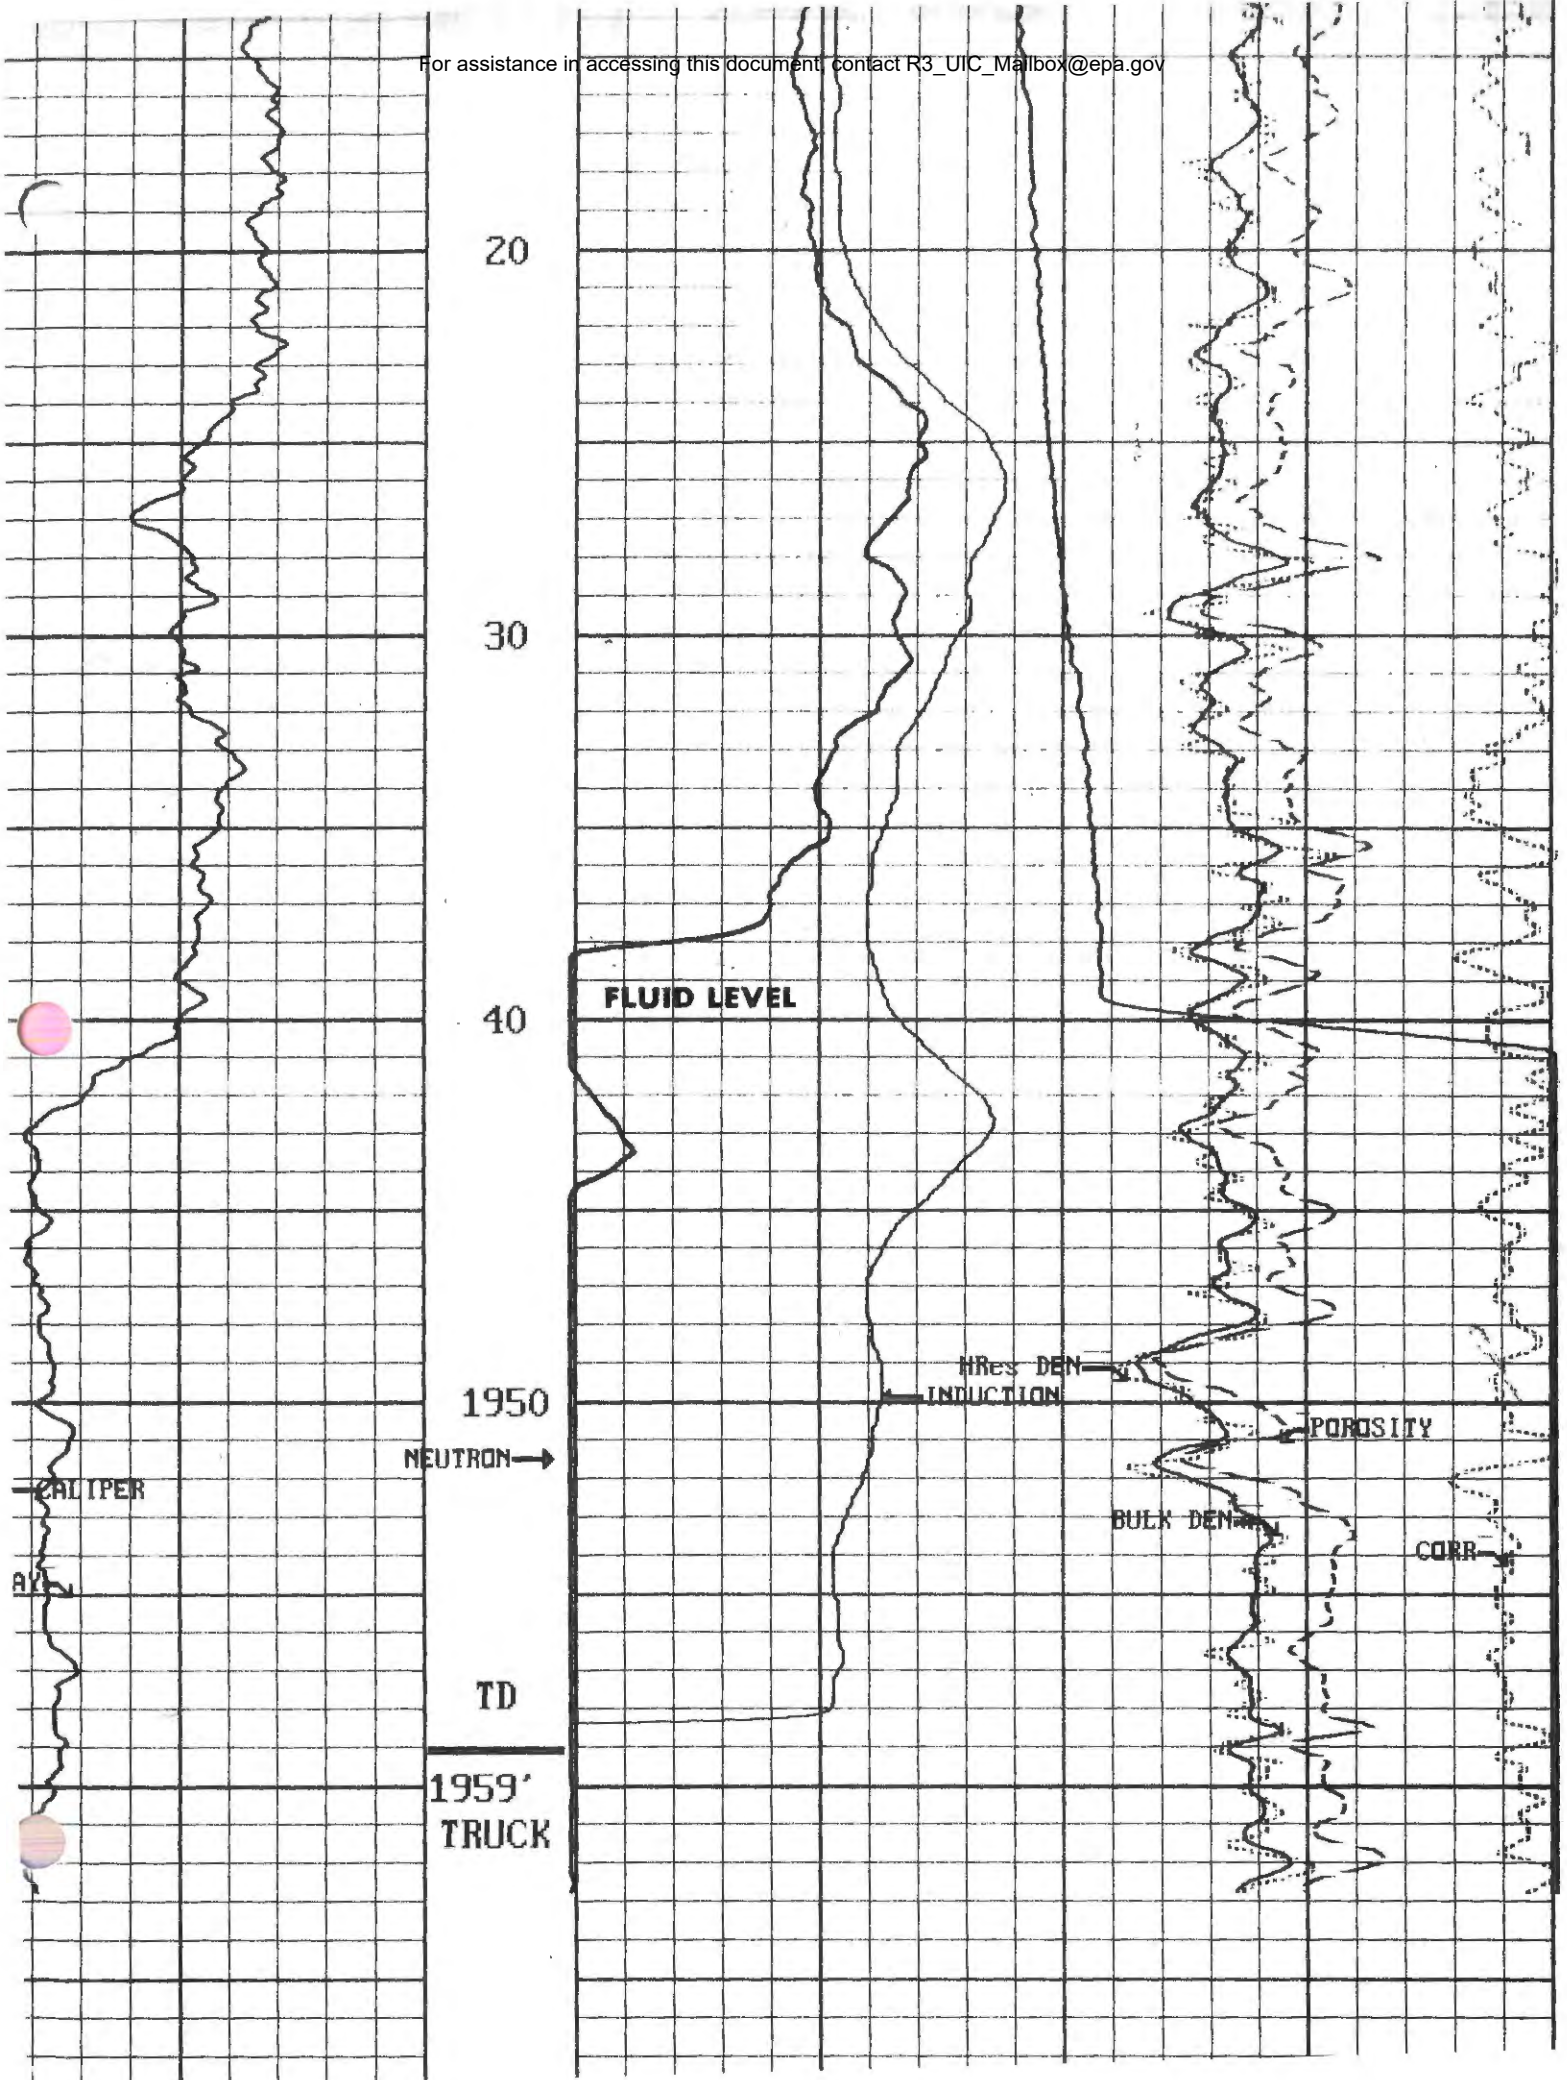 For assistance in accessing this document, contact R3_UIC_Mailbox@epa.gov
20
30
FLUID LEVEL
40
HRes DEN
INDUCTION
1950
POROSITY
NEUTRON
CALIPER
BULK DEN
CORR
AY
TD
1959'
TRUCK